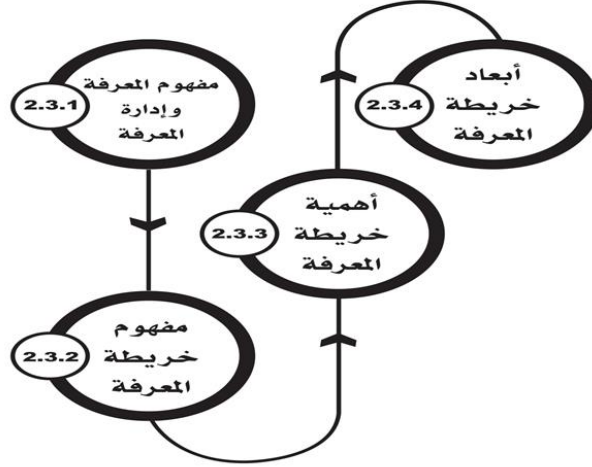 2.3.1
مفهوم المعرفة
وإدارة
المعرفة
2.3.2
مفهوم
خريطة
المعرفة
2.3.3
أهمية
خريطة
المعرفة
2.3.4
أبعاد
خريطة
المعرفة